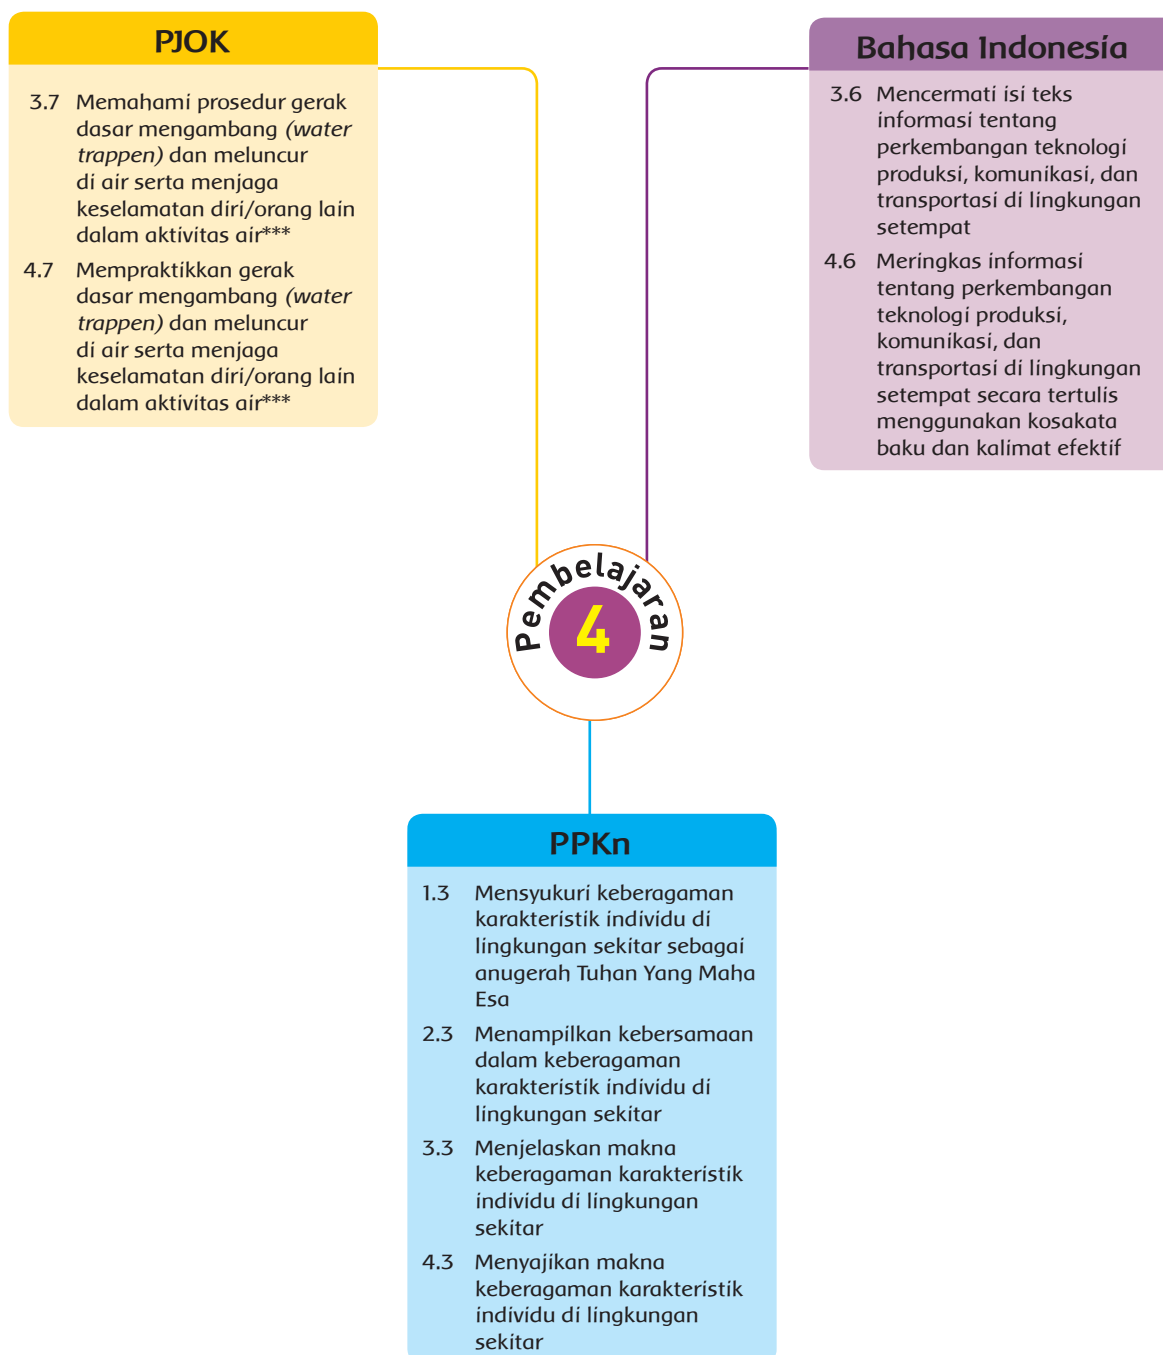 PJOK
3.7 Memahami prosedur gerak
dasar mengambang (water
trappen) dan meluncur
di air serta menjaga
keselamatan diri/orang lain
dalam aktivitas air***
4.7 Mempraktikkan gerak
dasar mengambang (water
trappen) dan meluncur
di air serta menjaga
keselamatan diri/orang lain
dalam aktivitas air***
Bahasa Indonesia
3.6 Mencermati isi teks
informasi tentang
perkembangan teknologi
produksi, komunikasi, dan
transportasi di lingkungan
setempat
4.6 Meringkas informasi
tentang perkembangan
teknologi produksi,
komunikasi, dan
transportasi di lingkungan
setempat secara tertulis
menggunakan kosakata
baku dan kalimat efektif
Pembelajaran
4
PPKn
1.3 Mensyukuri keberagaman
karakteristik individu di
lingkungan sekitar sebagai
anugerah Tuhan Yang Maha
Esa
2.3 Menampilkan kebersamaan
dalam keberagaman
karakteristik individu di
lingkungan sekitar
3.3 Menjelaskan makna
keberagaman karakteristik
individu di lingkungan
sekitar
4.3 Menyajikan makna
keberagaman karakteristik
individu di lingkungan
sekitar